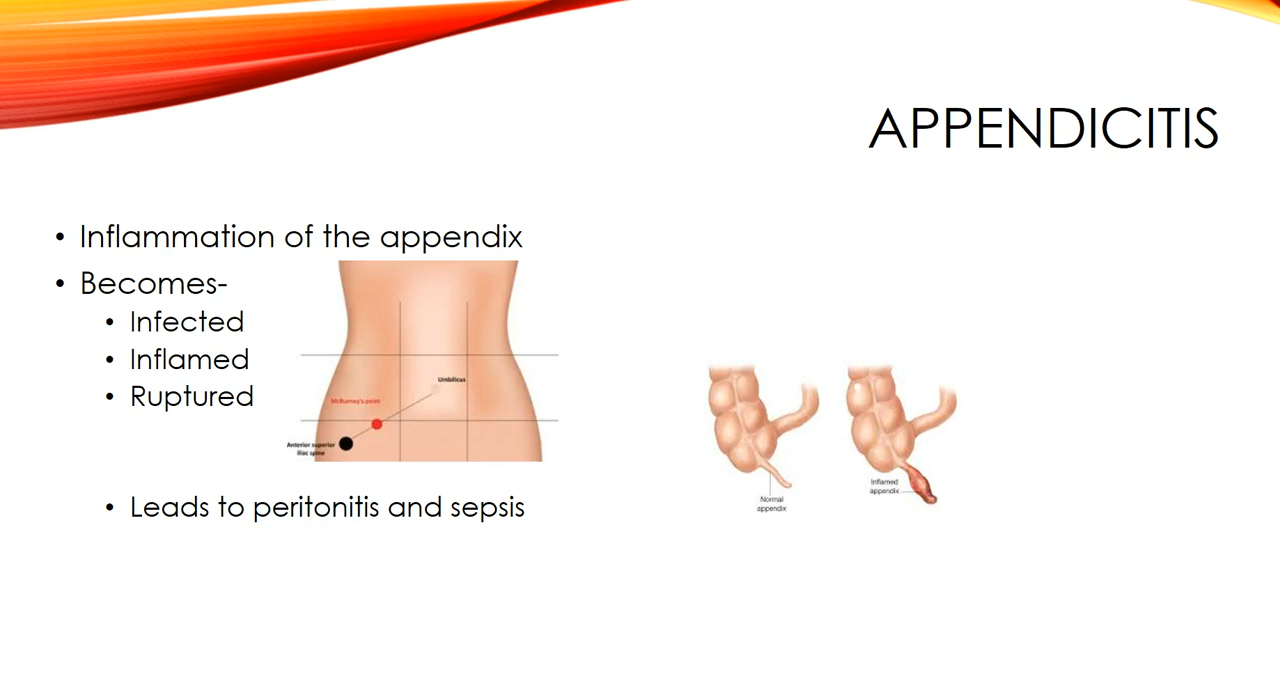 APPENDICITIS
• Inflammation of the appendix
• Becomes-
• Infected
• Inflamed
• Ruptured
Umbilicus
McBurney's point
Anterior superior
iliac spine
• Leads to peritonitis and sepsis
Normal
appendix
Inflamed
appendix